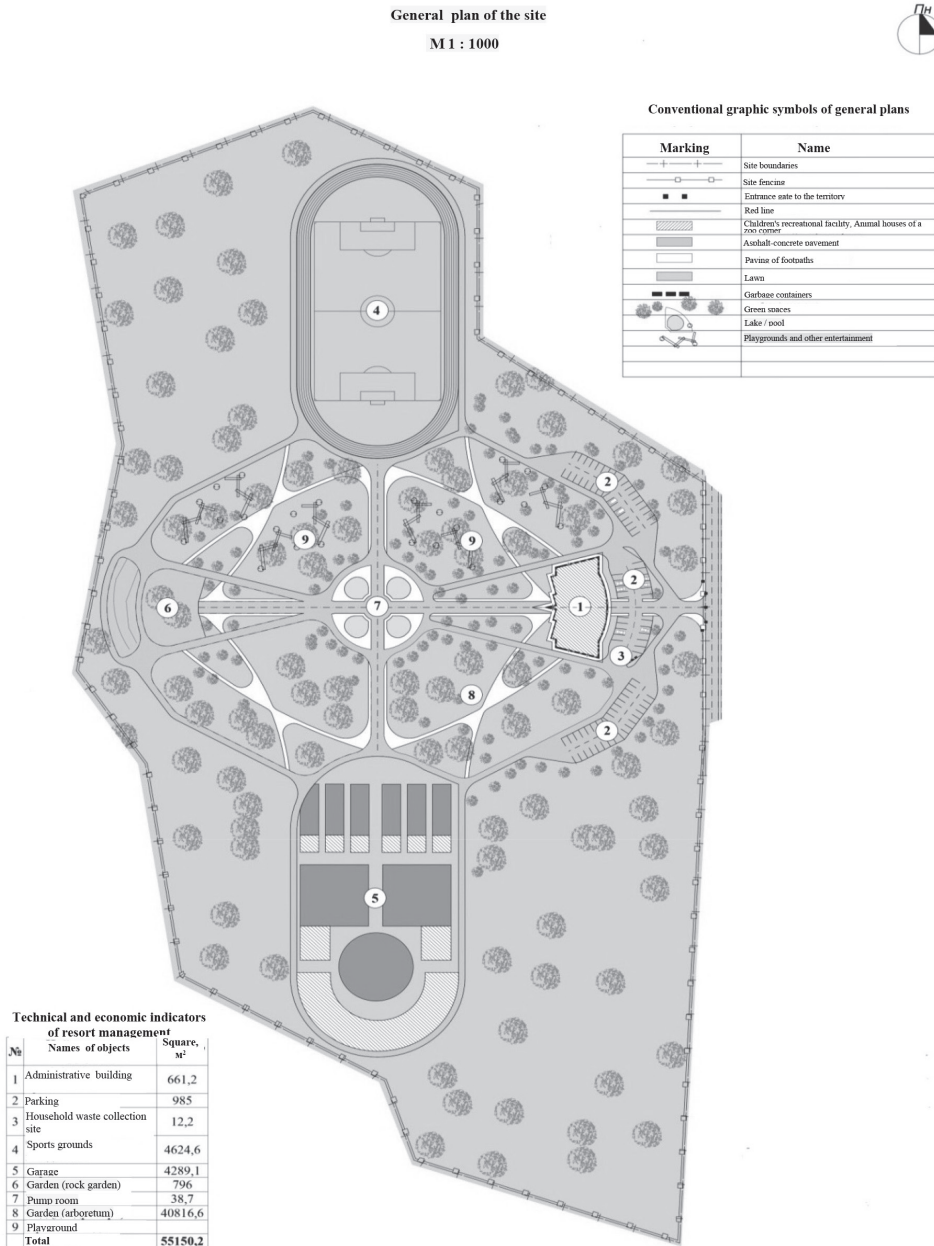 General plan of the site
M 1 : 1000
Пн
Conventional graphic symbols of general plans
Marking Name
Site boundaries
Site fencing
Entrance gate to the territory
Red line
Children's recreational facility, Animal houses of a
zoo corner
Asphalt-concrete pavement
Paving of footpaths
Lawn
Garbage containers
Green spaces
Lake / pool
Playgrounds and other entertainment
4
2
9
9
2
6
7
1
3
8
2
5
Technical and economic indicators
of resort management
№ Names of objects Square, м²
1 Administrative building 661,2
2 Parking 985
3 Household waste collection
site 12,2
4 Sports grounds 4624,6
5 Garage 4289,1
6 Garden (rock garden) 796
7 Pump room 38,7
8 Garden (arboretum) 40816,6
9 Playground
Total 55150,2